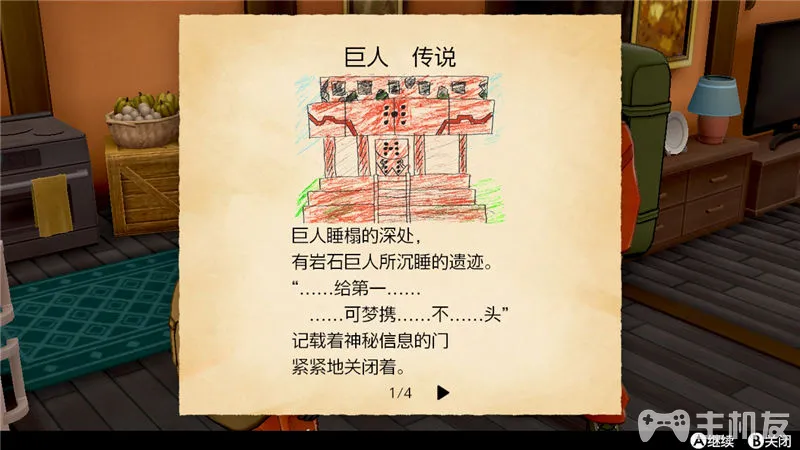 巨人　传说
巨人睡榻的深处，
有岩石巨人所沉睡的遗迹。
“……给第一……
……可梦携……不……头”
记载着神秘信息的门
紧紧地关闭着。
1/4
主机友
A继续 B关闭